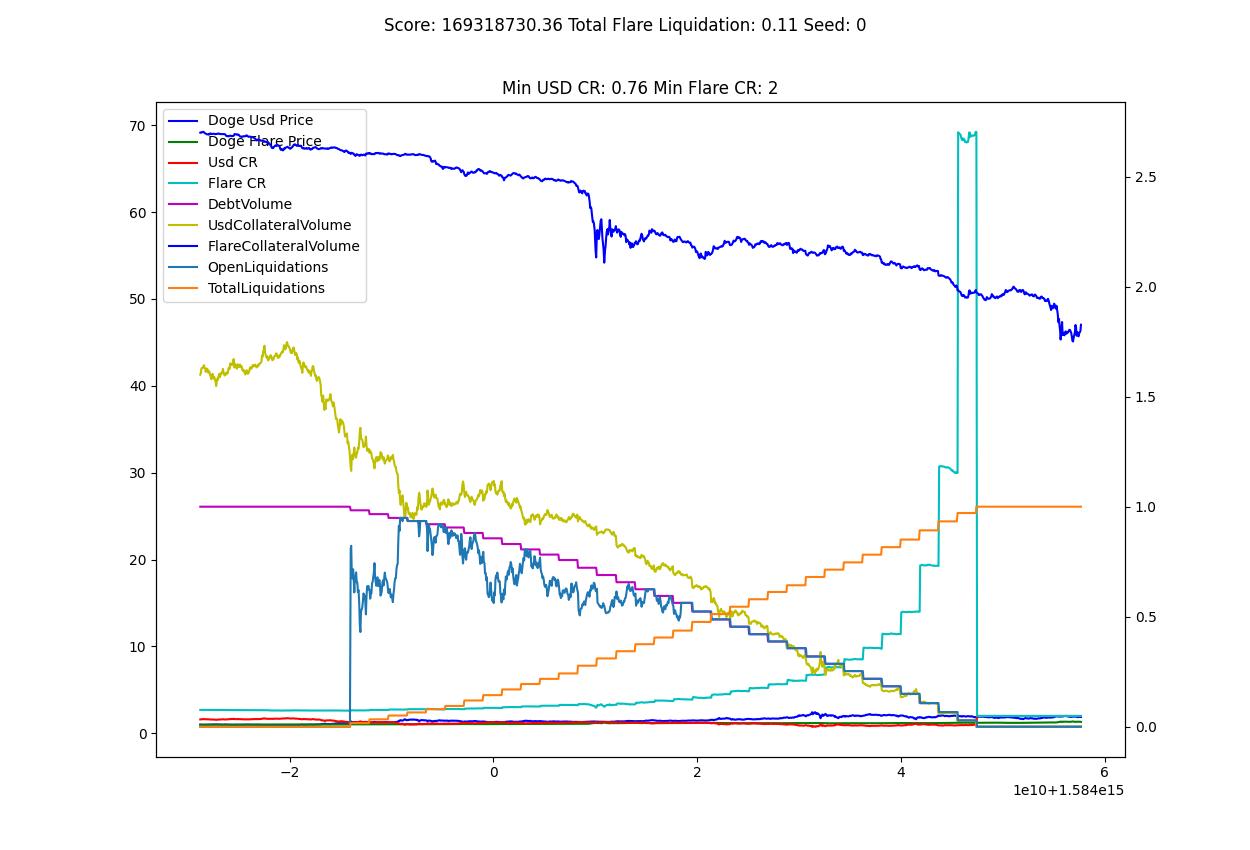 Score: 169318730.36 Total Flare Liquidation: 0.11 Seed: 0
Min USD CR: 0.76 Min Flare CR: 2
Doge Usd Price
Doge Flare Price
Usd CR
Flare CR
DebtVolume
UsdCollateralVolume
FlareCollateralVolume
OpenLiquidations
TotalLiquidations
70
60
50
40
30
20
10
0
2.5
2.0
1.5
1.0
0.5
0.0
−2 0 2 4 6
1e10+1.584e15